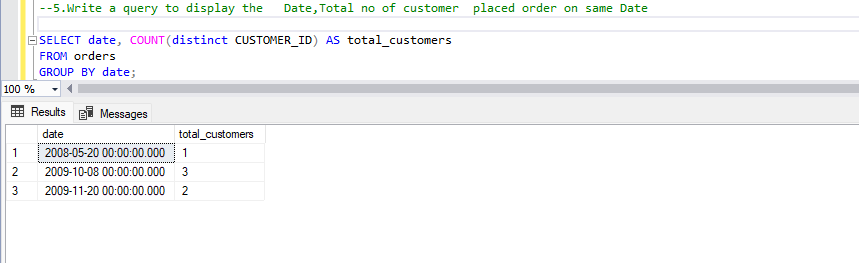 --5.Write a query to display the   Date,Total no of customer  placed order on same Date
SELECT date, COUNT(distinct CUSTOMER_ID) AS total_customers
FROM orders
GROUP BY date;
100 %
Results Messages
date total_customers
1 2008-05-20 00:00:00.000 1
2 2009-10-08 00:00:00.000 3
3 2009-11-20 00:00:00.000 2